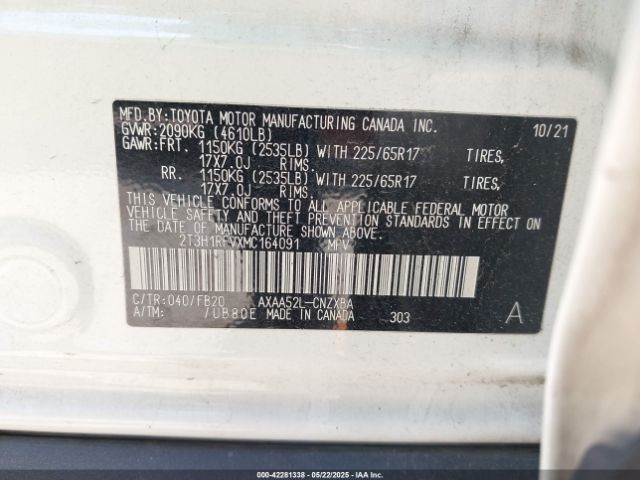 MFD.BY:TOYOTA MOTOR MANUFACTURING CANADA INC. 10/21
GVWR:2090KG (4610LB)
GAWR:FRT. 1150KG (2535LB) WITH 225/65R17 TIRES,
17X7.0J RIMS.
RR. 1150KG (2535LB) WITH 225/65R17 TIRES,
17X7.0J RIMS.
THIS VEHICLE CONFORMS TO ALL APPLICABLE FEDERAL MOTOR
VEHICLE SAFETY AND THEFT PREVENTION STANDARDS IN EFFECT
ON THE DATE OF MANUFACTURE SHOWN ABOVE.
2T3H1RFVXMC164091 MPV
C/TR:040/FB20 AXAA52L-CNZXBA
A/TM: /UB80E MADE IN CANADA 303 A
000-42281338 - 05/22/2025 - IAA Inc.